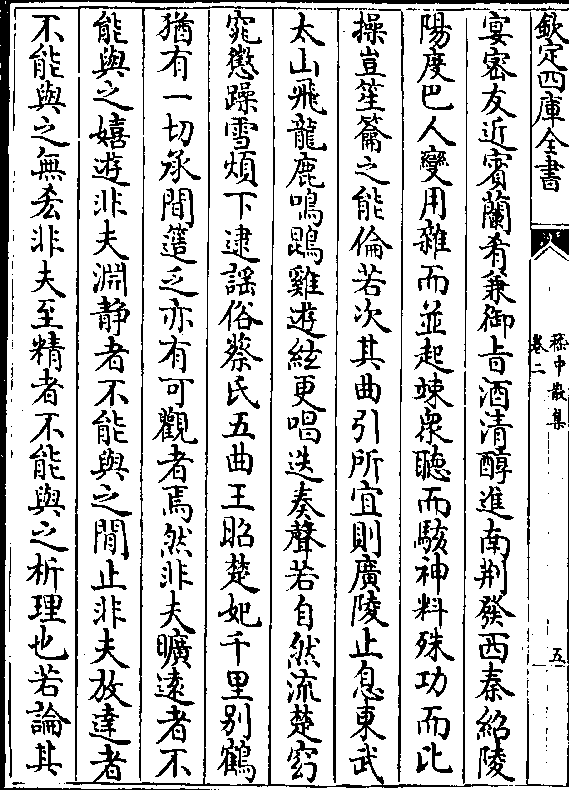 欽定四庫全書
嵇中散集
卷二
五
宴密友近賓蘭肴兼御旨酒清醇進南荆發西秦紹陵
陽度巴人變用雜而並起竦衆聽而駭神料殊功而比
操豈笙籥之能倫若次其曲引所宜則廣陵止息東武
太山飛龍鹿鳴鵾雞遊絃更唱迭奏聲若自然流楚窈
窕懲躁雪煩下逮謡俗蔡氏五曲王昭楚妃千里别鶴
猶有一切承間簉乏亦有可觀者焉然非夫曠逺者不
能與之嬉遊非夫淵静者不能與之閒止非夫放達者
不能與之無𠫤非夫至精者不能與之析理也若論其